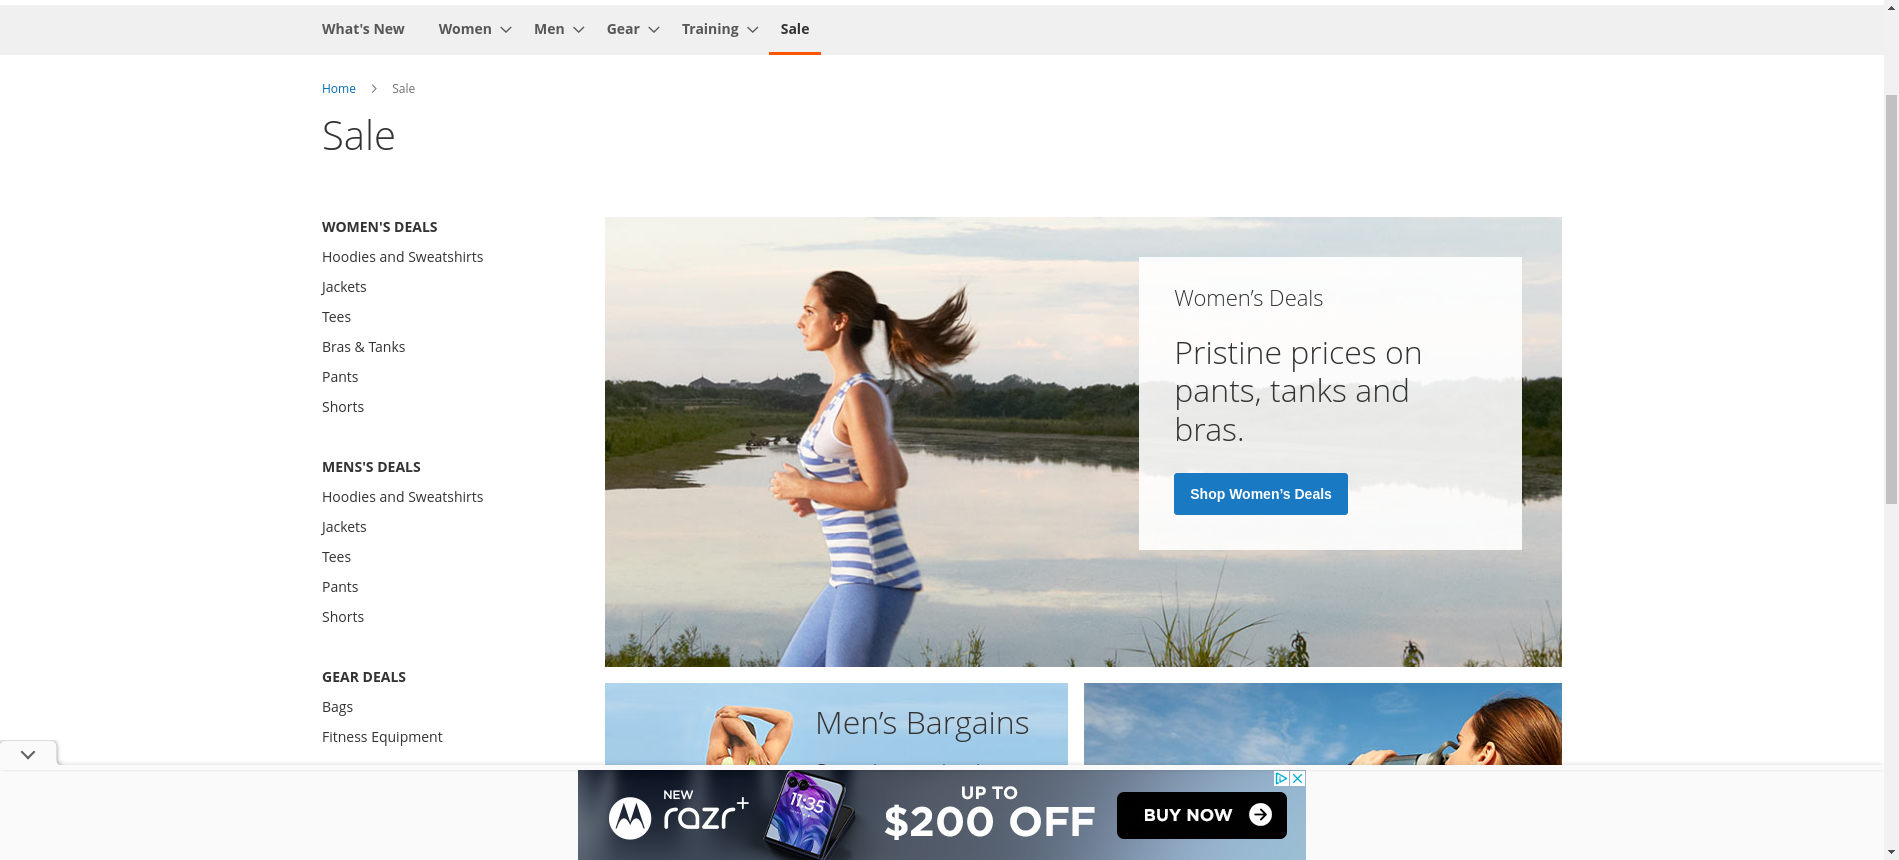 What's New
Women
Men
Gear
Training
Sale
Home
Sale
Sale
WOMEN'S DEALS
Hoodies and Sweatshirts
Jackets
Tees
Bras & Tanks
Pants
Shorts
MENS'S DEALS
Hoodies and Sweatshirts
Jackets
Tees
Pants
Shorts
GEAR DEALS
Bags
Fitness Equipment
Women’s Deals
Pristine prices on
pants, tanks and
bras.
Shop Women’s Deals
Men’s Bargains
NEW
razr+
11:35
UP TO
$200 OFF
BUY NOW